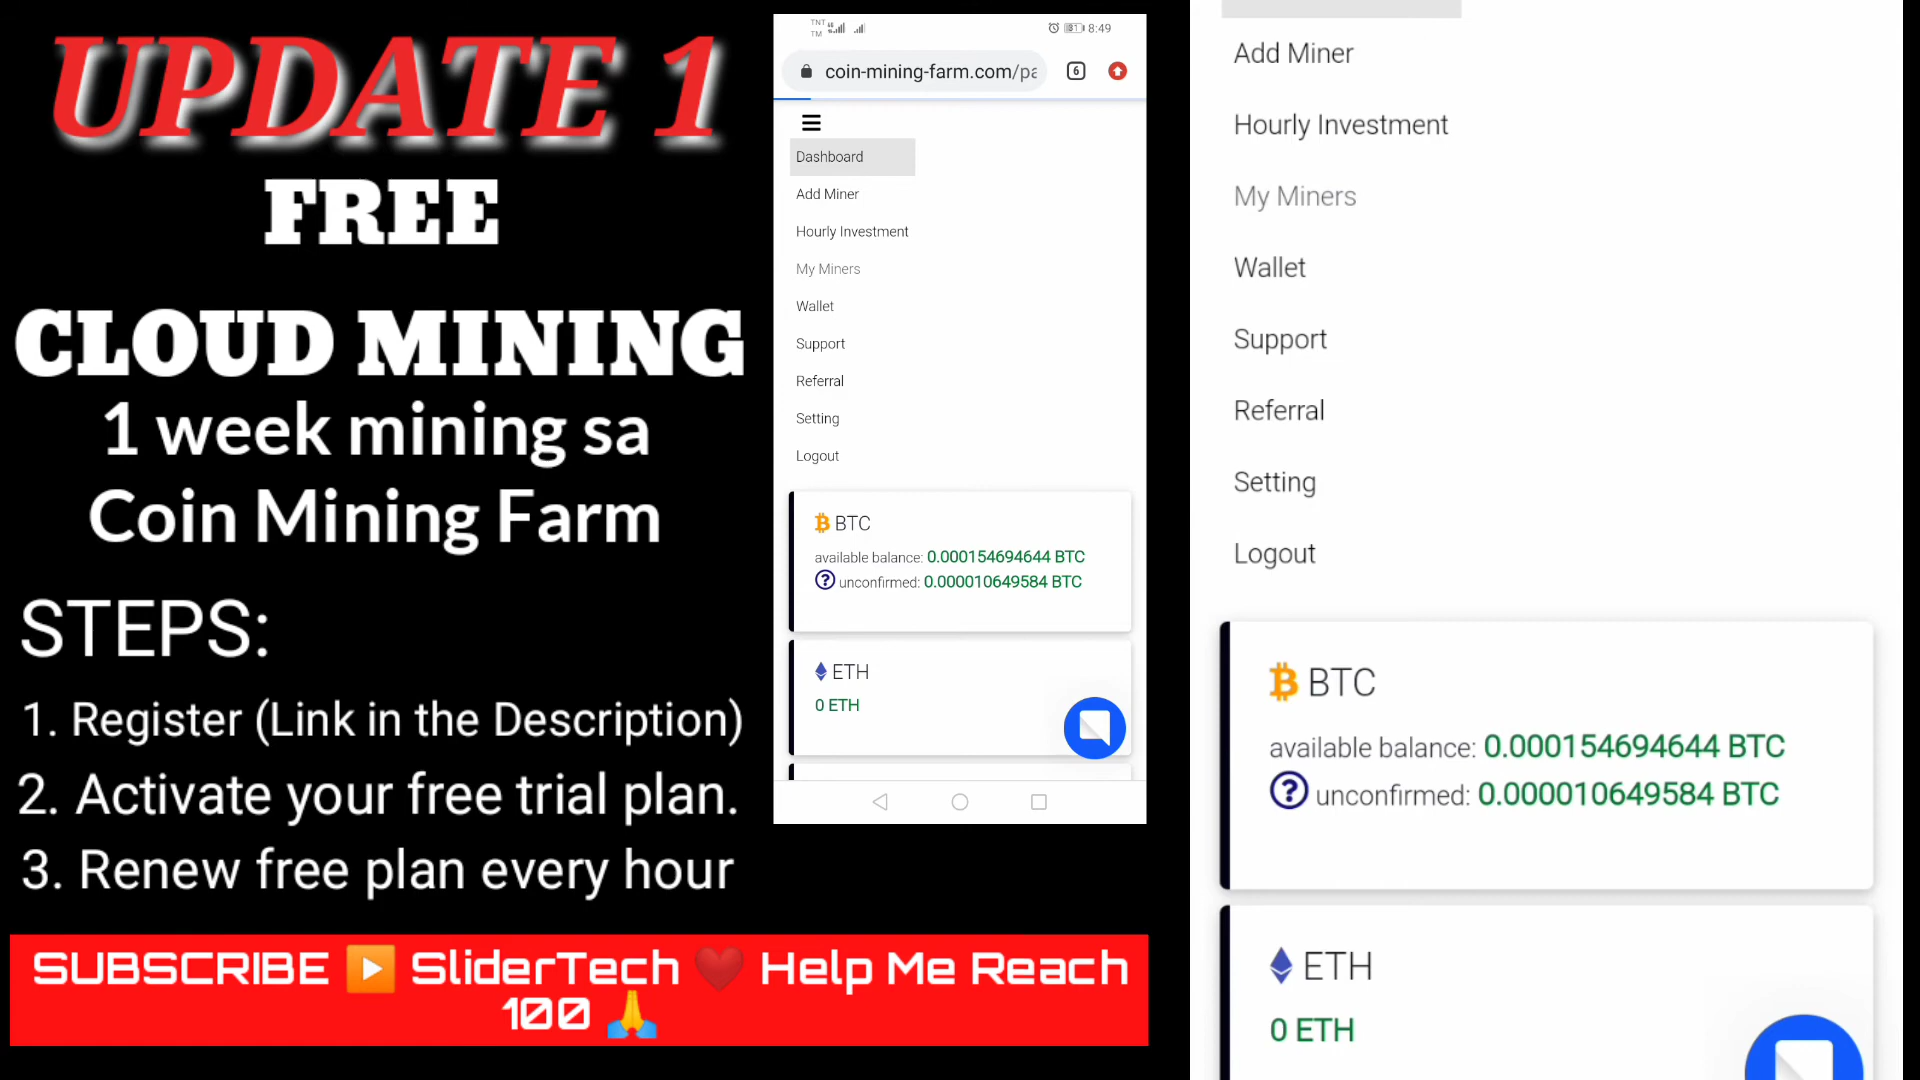 UPDATE 1
FREE
CLOUD MINING
1 week mining sa
Coin Mining Farm
STEPS:
1. Register (Link in the Description)
2. Activate your free trial plan.
3. Renew free plan every hour
SUBSCRIBE ▶️ SliderTech ❤️ Help Me Reach
100 🙏
TNT
TM
8:49
coin-mining-farm.com/pa
6
Dashboard
Add Miner
Hourly Investment
My Miners
Wallet
Support
Referral
Setting
Logout
BTC
available balance: 0.000154694644 BTC
? unconfirmed: 0.000010649584 BTC
ETH
0 ETH
Add Miner
Hourly Investment
My Miners
Wallet
Support
Referral
Setting
Logout
BTC
available balance: 0.000154694644 BTC
? unconfirmed: 0.000010649584 BTC
ETH
0 ETH